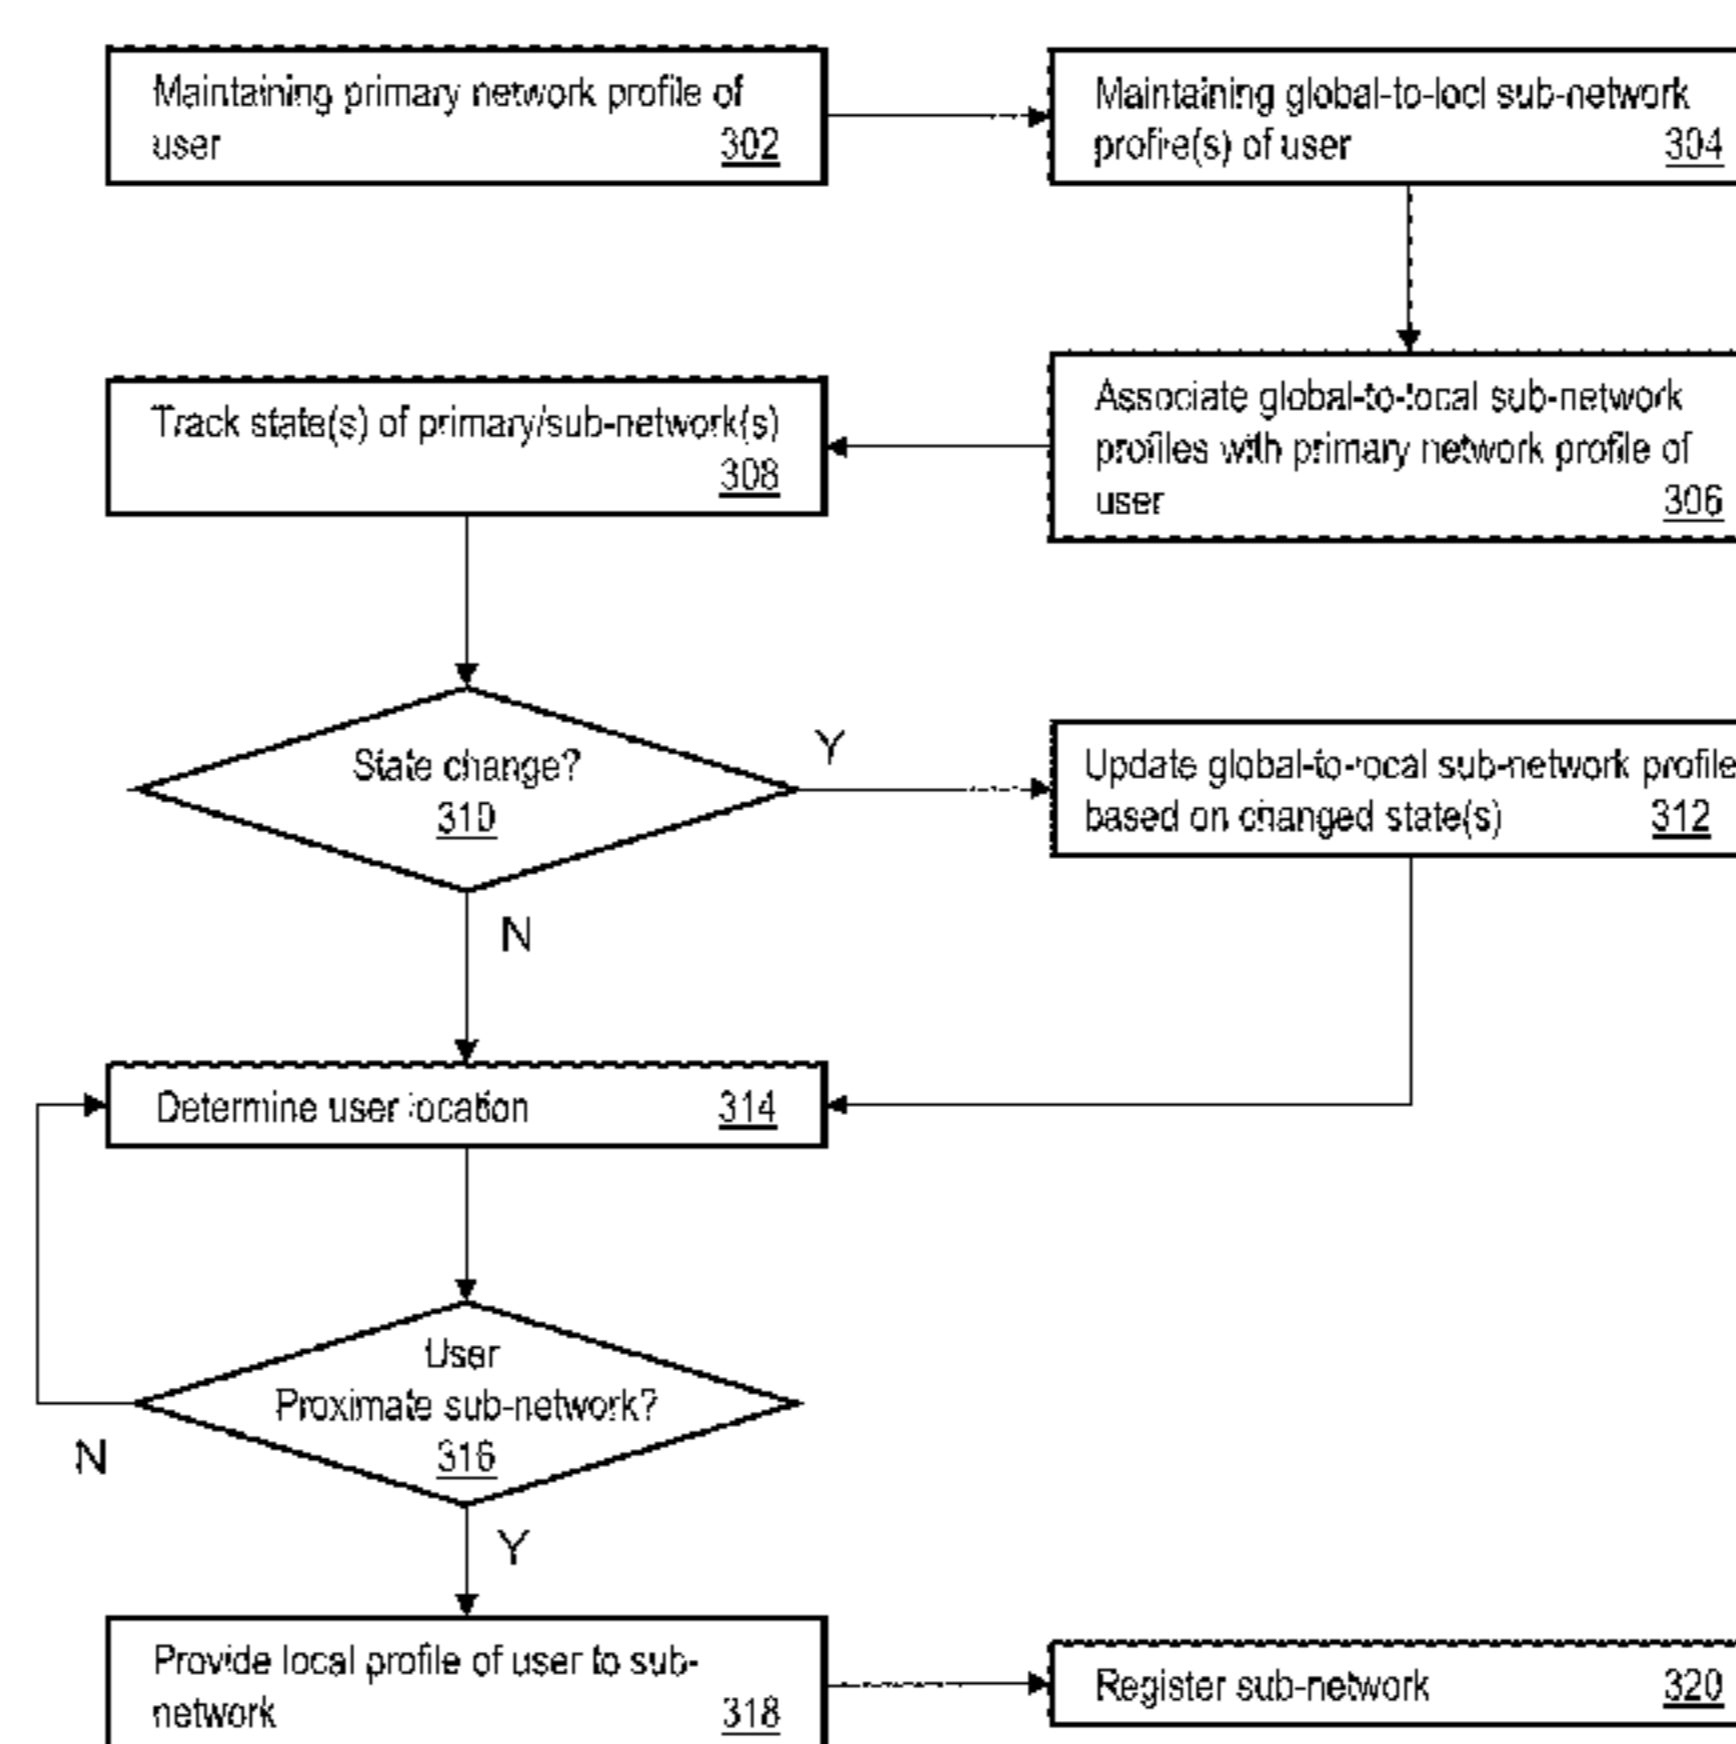 Maintaining primary network profile of
user 302
Maintaining global-to-locl sub-network
profile(s) of user 304
Associate global-to-local sub-network
profiles with primary network profile of
user 306
Track state(s) of primary/sub-network(s)
308
State change?
310
Y
Update global-to-local sub-network profile
based on changed state(s) 312
N
Determine user location 314
User
Proximate sub-network?
316
N
Y
Provide local profile of user to sub-
network 318
Register sub-network 320